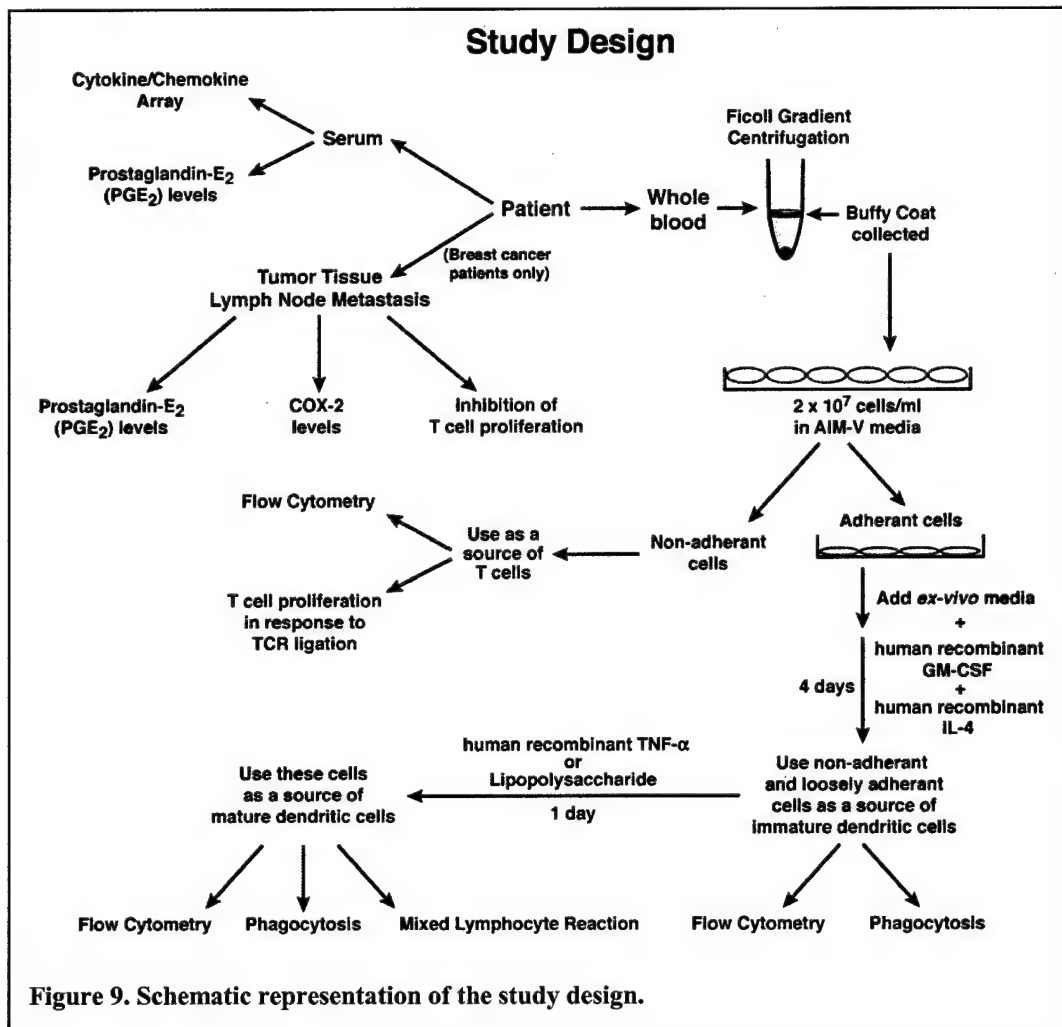 Study Design
Cytokine/Chemokine
Array
Serum
Prostaglandin-E2
(PGE2) levels
Patient
Whole
blood
Ficoll Gradient
Centrifugation
Buffy Coat
collected
(Breast cancer
patients only)
Tumor Tissue
Lymph Node Metastasis
Prostaglandin-E2
(PGE2) levels
COX-2
levels
Inhibition of
T cell proliferation
2 x 10⁷ cells/ml
in AIM-V media
Flow Cytometry
Use as a
source of
T cells
Non-adherant
cells
Adherant cells
T cell proliferation
in response to
TCR ligation
Add ex-vivo media
+
human recombinant
GM-CSF
+
human recombinant
IL-4
4 days
human recombinant TNF-α
or
Lipopolysaccharide
1 day
Use these cells
as a source of
mature dendritic cells
Use non-adherant
and loosely adherant
cells as a source of
immature dendritic cells
Flow Cytometry
Phagocytosis
Mixed Lymphocyte Reaction
Flow Cytometry
Phagocytosis
Figure 9. Schematic representation of the study design.